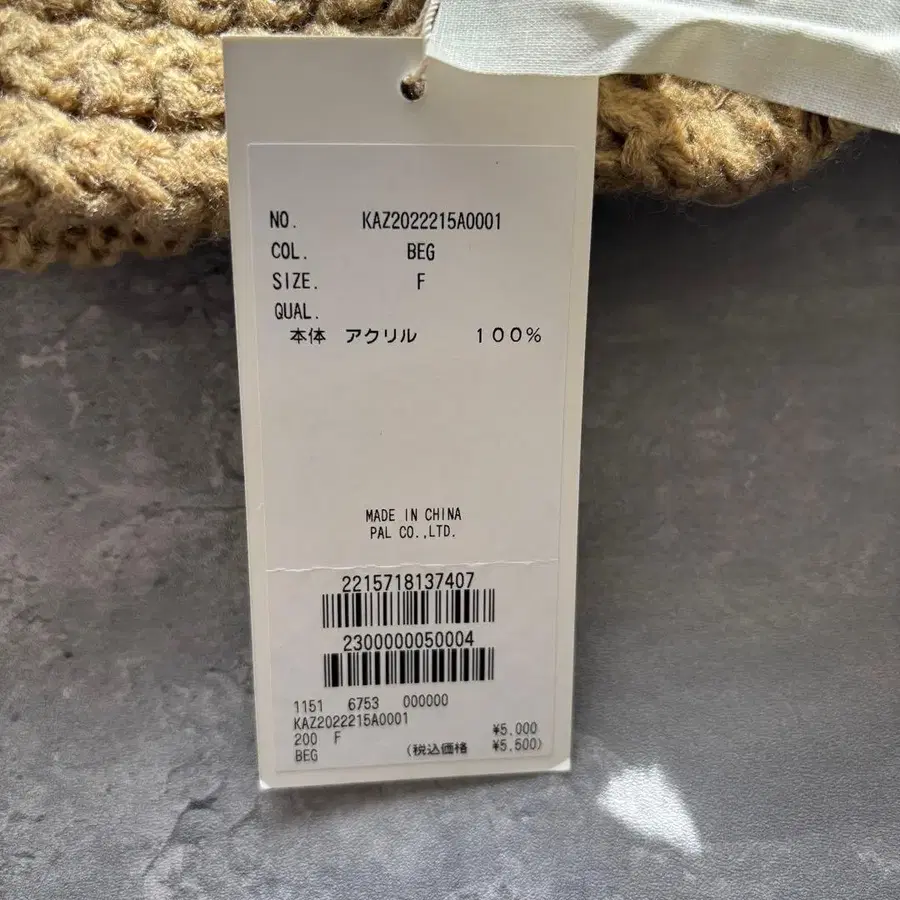 NO. KAZ2022215A0001
COL. BEG
SIZE. F
QUAL.
本体 アクリル 100%
MADE IN CHINA
PAL CO.,LTD.
2215718137407
2300000050004
1151 6753 000000
KAZ2022215A0001
200 F ¥5.000
BEG (税込価格 ¥5.500)